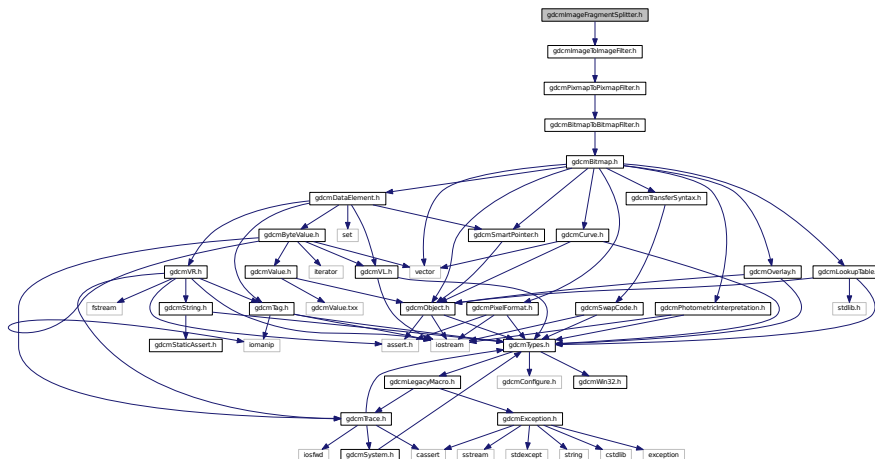 gdcmImageFragmentSplitter.h
gdcmImageToImageFilter.h
gdcmPixmapToPixmapFilter.h
gdcmBitmapToBitmapFilter.h
gdcmBitmap.h
gdcmDataElement.h
gdcmTransferSyntax.h
gdcmByteValue.h
set
gdcmSmartPointer.h
gdcmCurve.h
gdcmVR.h
gdcmValue.h
iterator
gdcmVL.h
vector
gdcmOverlay.h
gdcmLookupTable.
fstream
gdcmString.h
gdcmTag.h
gdcmValue.txx
gdcmObject.h
gdcmPixelFormat.h
gdcmSwapCode.h
gdcmPhotometricInterpretation.h
stdlib.h
gdcmStaticAssert.h
iomanip
assert.h
iostream
gdcmTypes.h
gdcmLegacyMacro.h
gdcmConfigure.h
gdcmWin32.h
gdcmTrace.h
gdcmException.h
iosfwd
gdcmSystem.h
cassert
sstream
stdexcept
string
cstdlib
exception